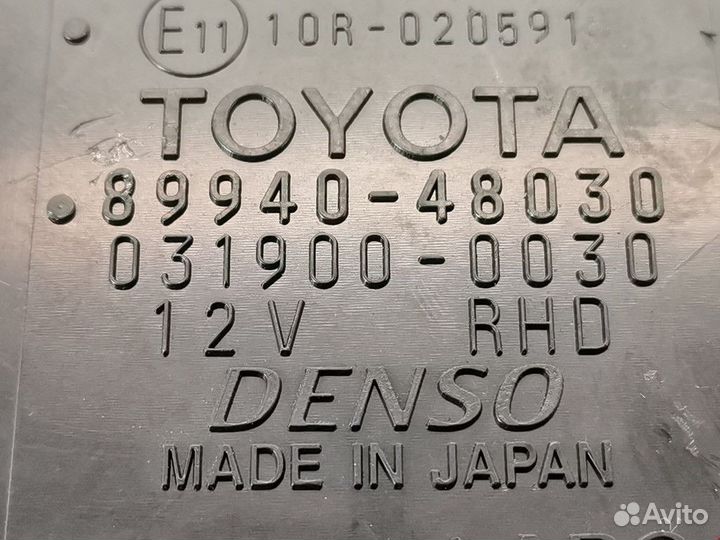 E11 10R-020591
TOYOTA
89940-48030
031900-0030
12V RHD
DENSO
MADE IN JAPAN
Avito